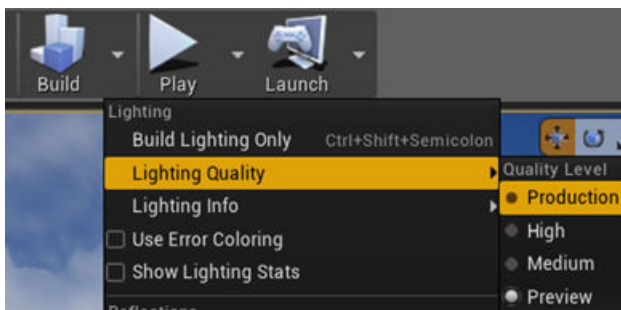 Build
Play
Launch
Lighting
Build Lighting Only Ctrl+Shift+Semicolon
Lighting Quality
Lighting Info
Use Error Coloring
Show Lighting Stats
Reflections
Quality Level
Production
High
Medium
Preview